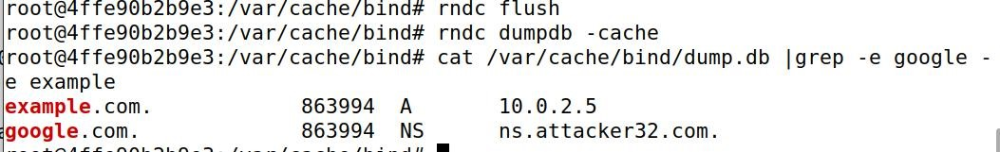 root@4ffe90b2b9e3:/var/cache/bind# rndc flush
root@4ffe90b2b9e3:/var/cache/bind# rndc dumpdb -cache
root@4ffe90b2b9e3:/var/cache/bind# cat /var/cache/bind/dump.db |grep -e google -
e example
example.com. 863994 A 10.0.2.5
google.com. 863994 NS ns.attacker32.com.
root@4ffe90b2b9e3:/var/cache/bind#